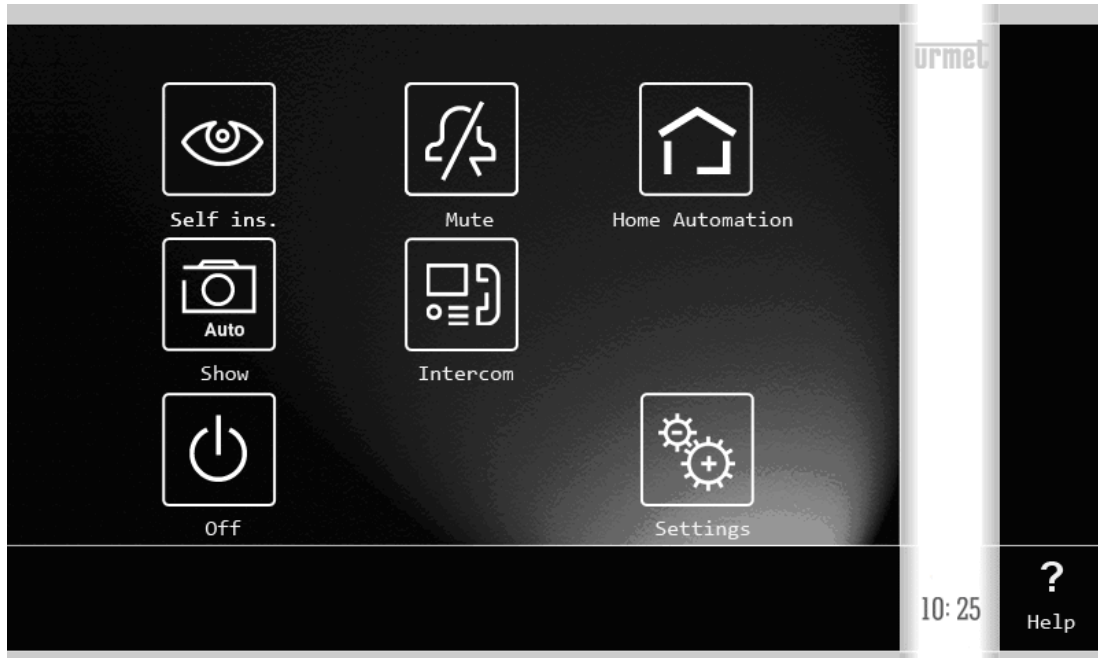 urmet
Self ins.
Mute
Home Automation
Auto
Show
Intercom
Off
Settings
10:25
?
Help